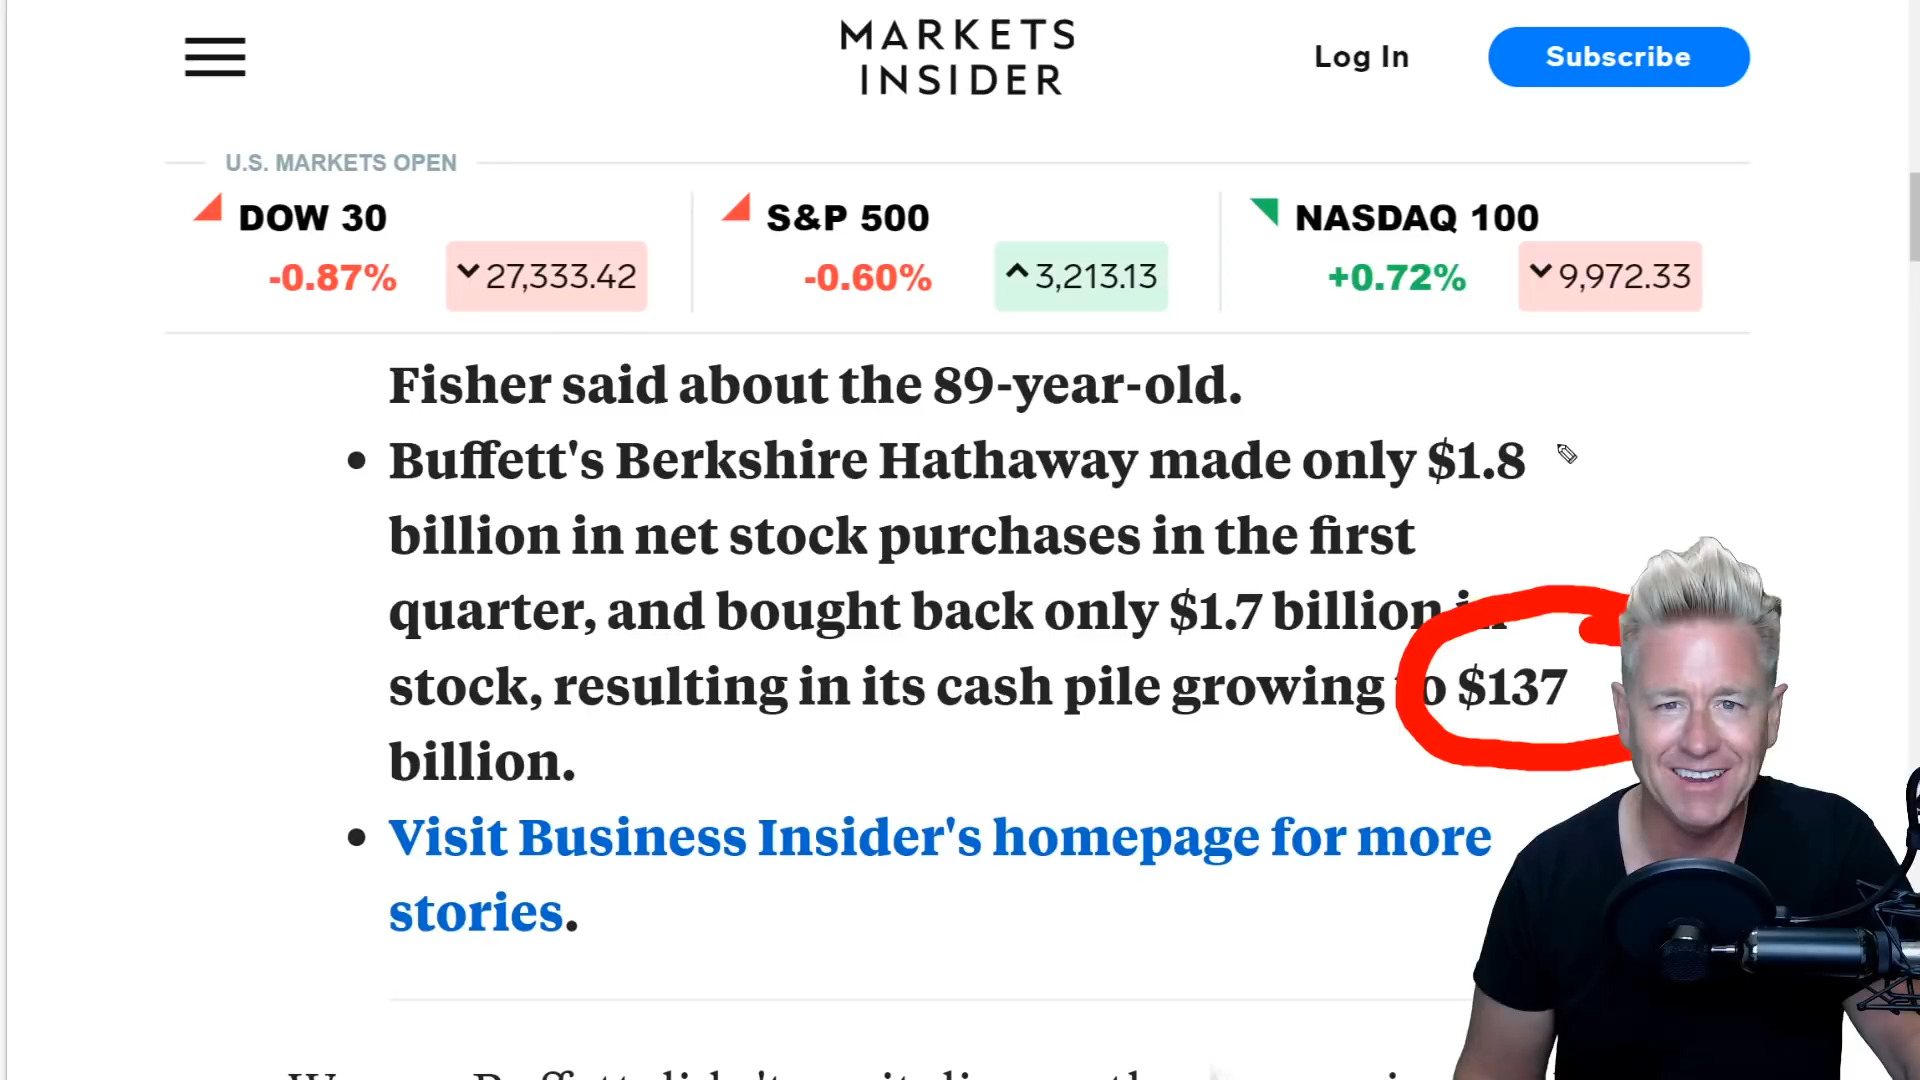 MARKETS
INSIDER
Log In
Subscribe
U.S. MARKETS OPEN
DOW 30
-0.87%
27,333.42
S&P 500
-0.60%
3,213.13
NASDAQ 100
+0.72%
9,972.33
Fisher said about the 89-year-old.
• Buffett's Berkshire Hathaway made only $1.8
billion in net stock purchases in the first
quarter, and bought back only $1.7 billion in
stock, resulting in its cash pile growing to $137
billion.
• Visit Business Insider's homepage for more
stories.